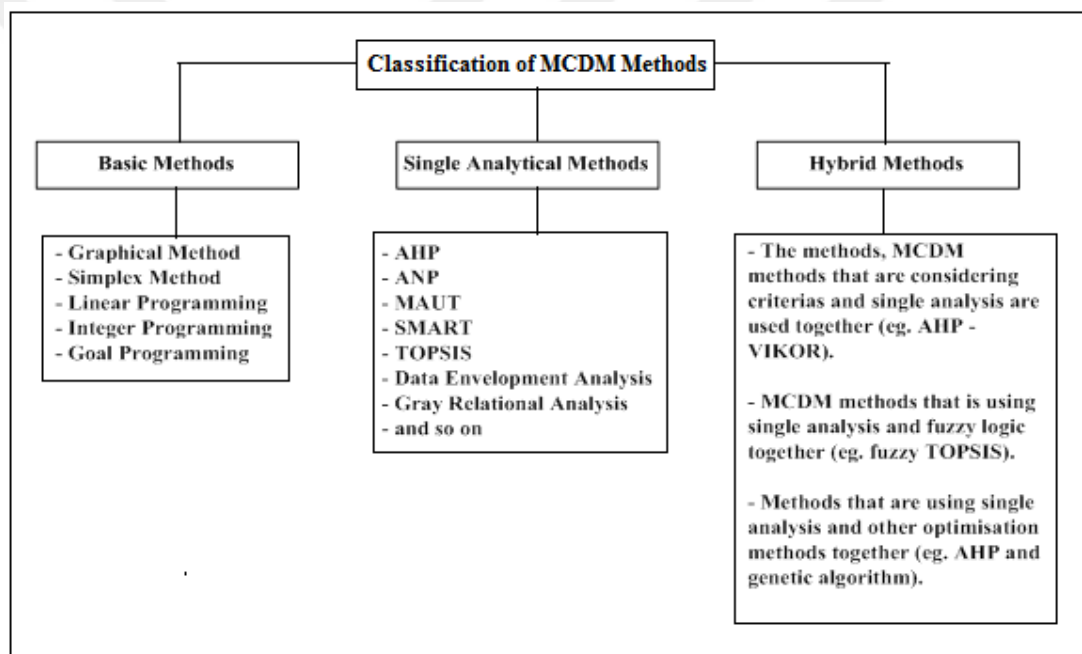 Classification of MCDM Methods
Basic Methods
- Graphical Method
- Simplex Method
- Linear Programming
- Integer Programming
- Goal Programming
Single Analytical Methods
- AHP
- ANP
- MAUT
- SMART
- TOPSIS
- Data Envelopment Analysis
- Gray Relational Analysis
- and so on
Hybrid Methods
- The methods, MCDM
methods that are considering
criterias and single analysis are
used together (eg. AHP -
VIKOR).
- MCDM methods that is using
single analysis and fuzzy logic
together (eg. fuzzy TOPSIS).
- Methods that are using single
analysis and other optimisation
methods together (eg. AHP and
genetic algorithm).